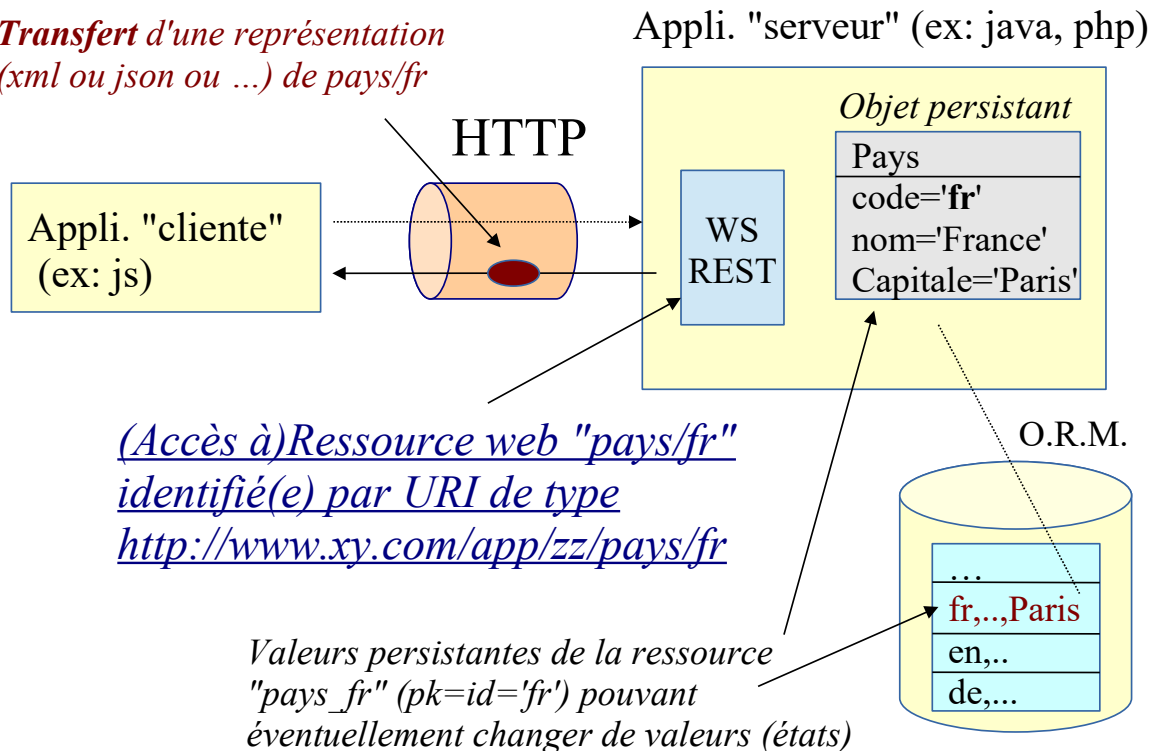 Transfert d'une représentation
(xml ou json ou …) de pays/fr
Appli. "serveur" (ex: java, php)
HTTP
Objet persistant
Pays
code='fr'
nom='France'
Capitale='Paris'
Appli. "cliente"
(ex: js)
WS
REST
(Accès à)Ressource web "pays/fr"
identifié(e) par URI de type
http://www.xy.com/app/zz/pays/fr
O.R.M.
…
fr,..,Paris
en,..
de,...
Valeurs persistantes de la ressource
"pays_fr" (pk=id='fr') pouvant
éventuellement changer de valeurs (états)